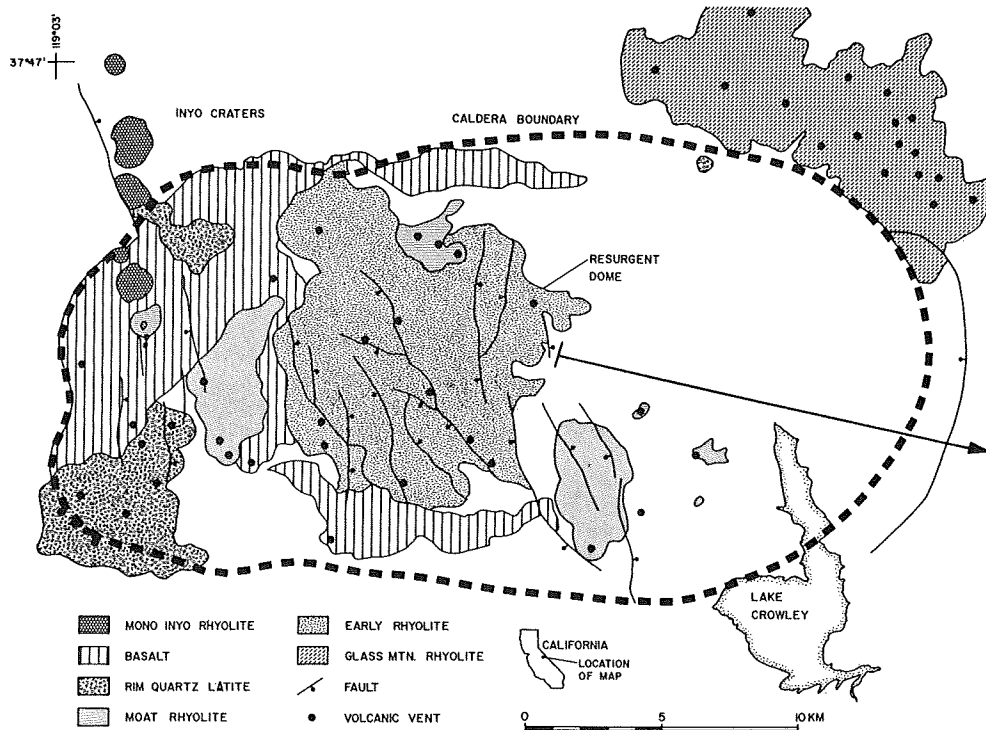 119°03'
37°47'
INYO CRATERS
CALDERA BOUNDARY
RESURGENT
DOME
LAKE
CROWLEY
MONO INYO RHYOLITE
BASALT
RIM QUARTZ LATITE
MOAT RHYOLITE
EARLY RHYOLITE
GLASS MTN. RHYOLITE
FAULT
VOLCANIC VENT
CALIFORNIA
LOCATION
OF MAP
0 5 10 KM